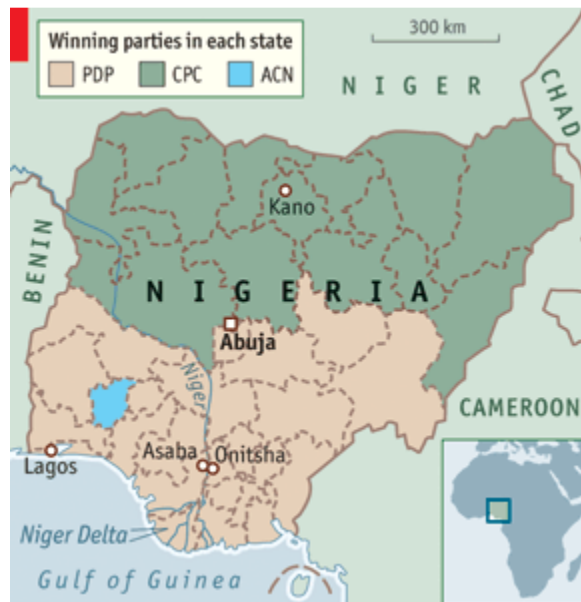 Winning parties in each state
PDP CPC ACN
300 km
NIGER
CHAD
BENIN
Kano
NIGERIA
Abuja
Niger
CAMEROON
Lagos
Asaba
Onitsha
Niger Delta
Gulf of Guinea